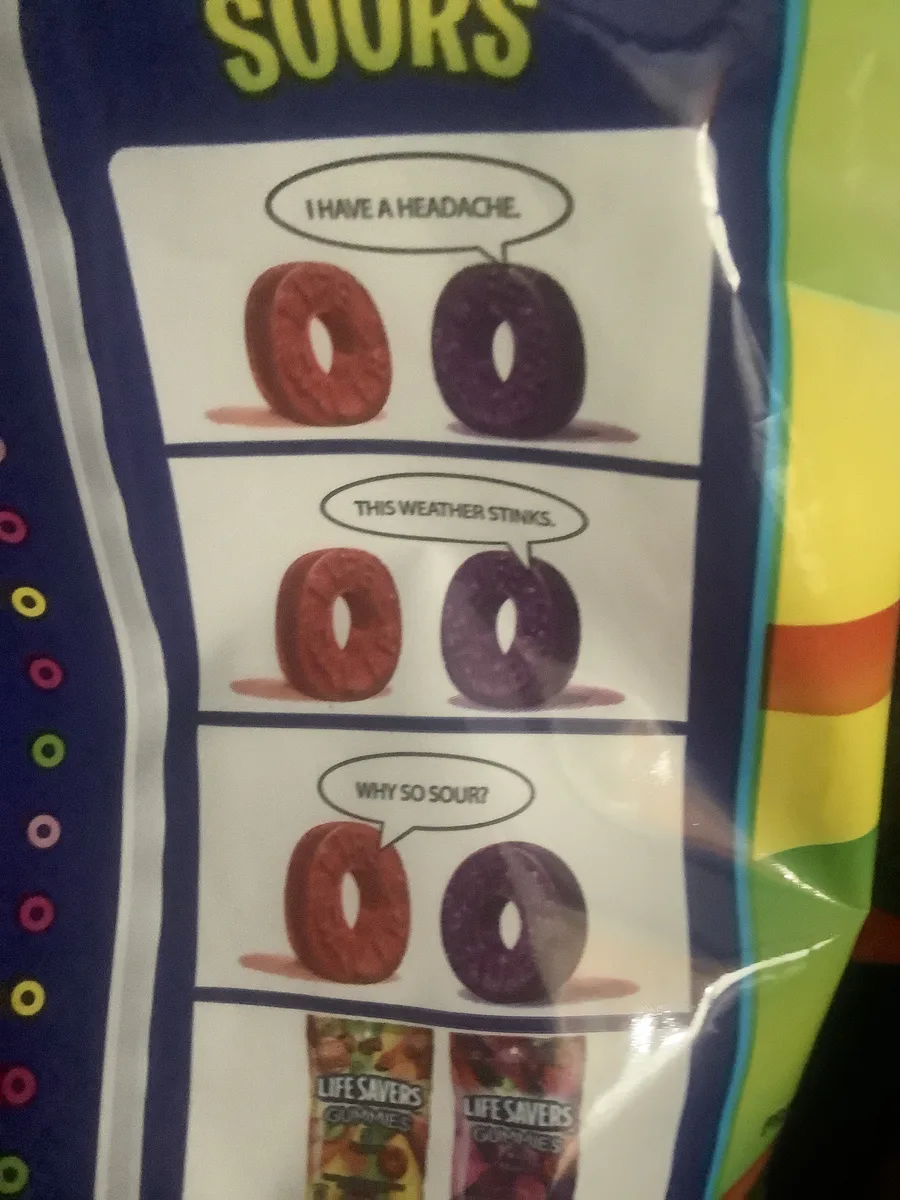 SOURS
I HAVE A HEADACHE.
THIS WEATHER STINKS.
WHY SO SOUR?
LIFE SAVERS
GUMMIES
LIFE SAVERS
GUMMIES